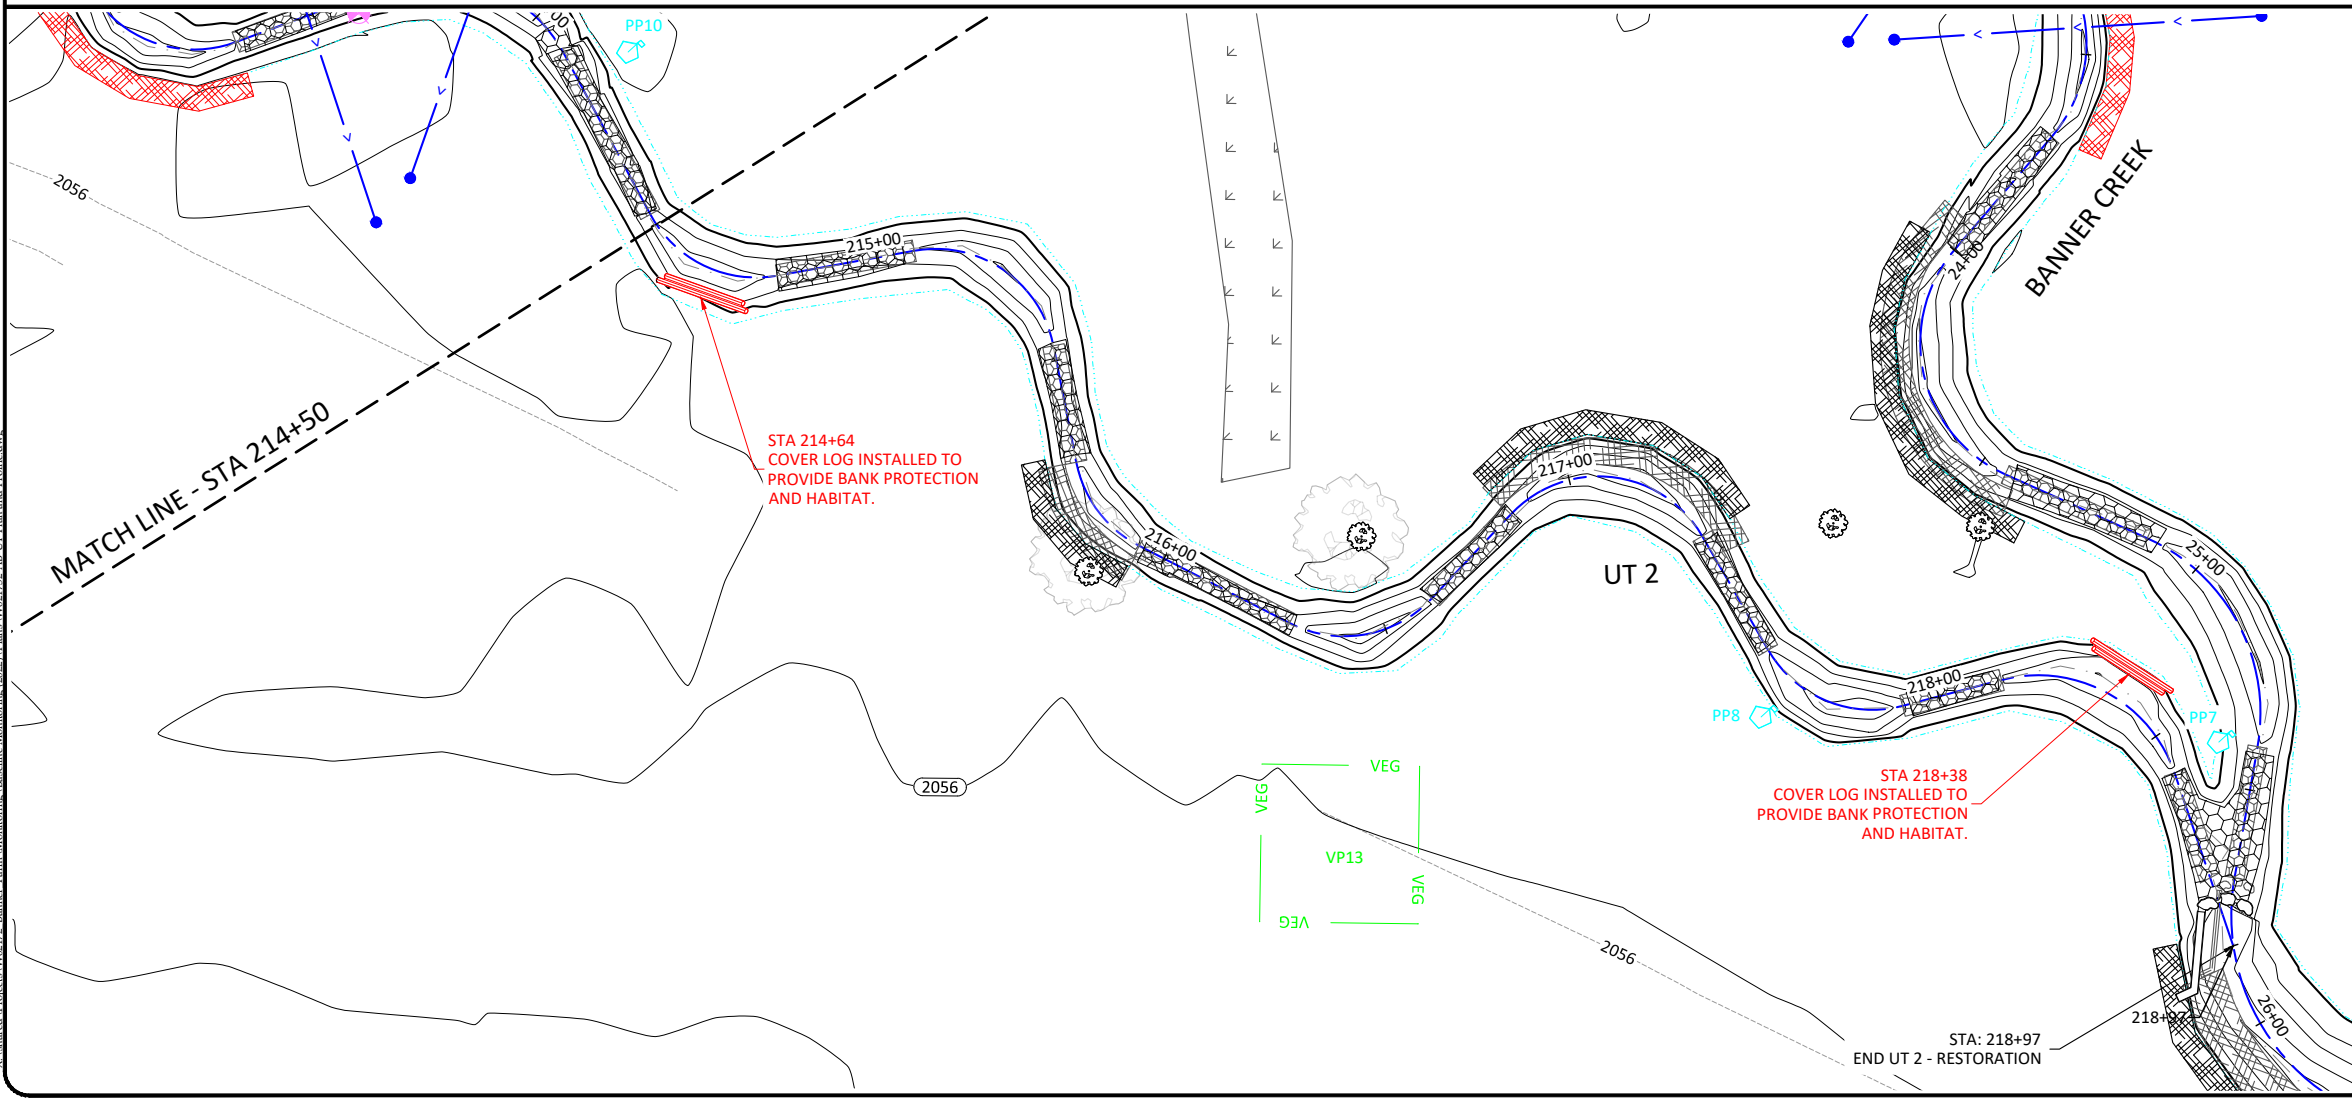 00
PP10
2056
215+00
BANNER CREEK
24+00
MATCH LINE - STA 214+50
STA 214+64
COVER LOG INSTALLED TO
PROVIDE BANK PROTECTION
AND HABITAT.
217+00
216+00
25+00
UT 2
218+00
PP8
PP7
2056
VEG
VEG
VP13
VEG
VEG
STA 218+38
COVER LOG INSTALLED TO
PROVIDE BANK PROTECTION
AND HABITAT.
2056
218+97
26+00
STA: 218+97
END UT 2 - RESTORATION